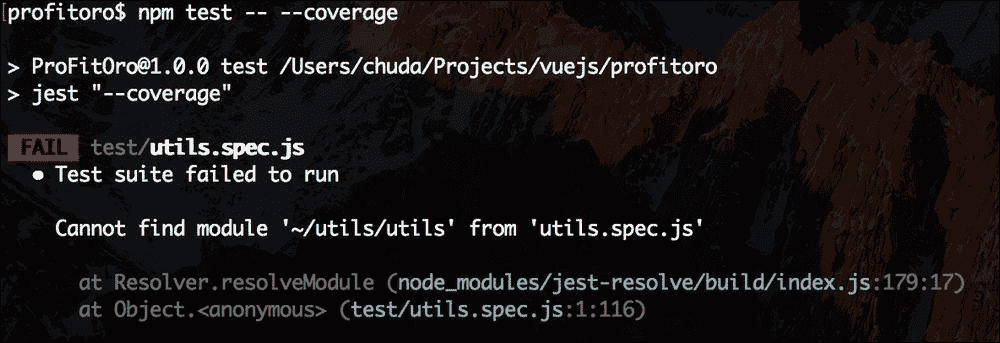 profitoro$ npm test -- --coverage
> ProFitOro@1.0.0 test /Users/chuda/Projects/vuejs/profitoro
> jest "--coverage"
FAIL test/utils.spec.js
● Test suite failed to run
Cannot find module '~/utils/utils' from 'utils.spec.js'
at Resolver.resolveModule (node_modules/jest-resolve/build/index.js:179:17)
at Object.<anonymous> (test/utils.spec.js:1:116)